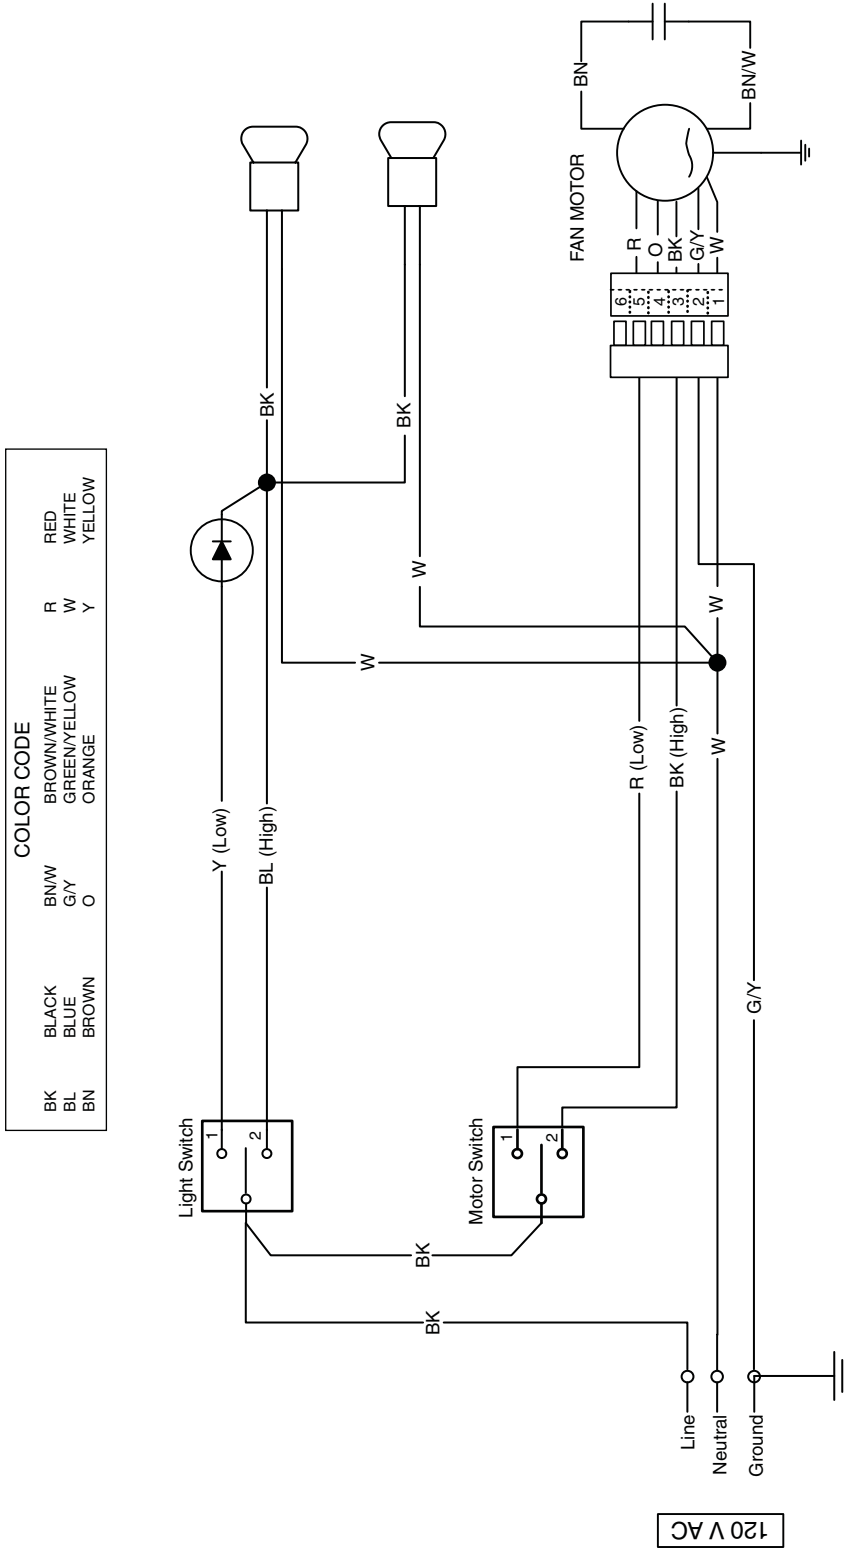 COLOR CODE
BK BLACK BN/W BROWN/WHITE R RED
BL BLUE G/Y GREEN/YELLOW W WHITE
BN BROWN O ORANGE Y YELLOW
Light Switch
1
2
Y (Low)
BL (High)
BK
BK
W
W
BK
BK
Motor Switch
1
2
R (Low)
BK (High)
W
W
G/Y
FAN MOTOR
6
5
4
3
2
1
R
O
BK
G/Y
W
BN
BN/W
Line
Neutral
Ground
120 V AC